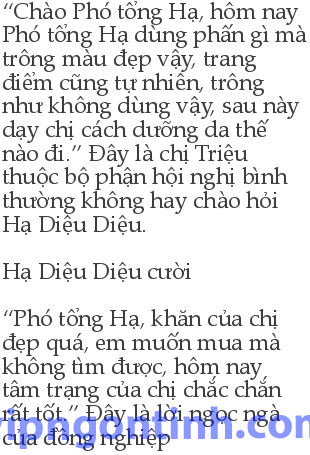 “Chào Phó tổng Hạ, hôm nay
Phó tổng Hạ dùng phấn gì mà
trông màu đẹp vậy, trang
điểm cũng tự nhiên, trông
như không dùng vậy, sau này
dạy chị cách dưỡng da thế
nào đi.” Đây là chị Triệu
thuộc bộ phận hội nghị bình
thường không hay chào hỏi
Hạ Diệu Diệu.
Hạ Diệu Diệu cười
“Phó tổng Hạ, khăn của chị
đẹp quá, em muốn mua mà
không tìm được, hôm nay
tâm trạng của chị chắc chắn
rất tốt.” Đây là lời ngọc ngà
của đồng nghiệp
vipngontinh.com